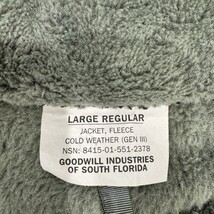 LARGE REGULAR
JACKET, FLEECE
COLD WEATHER (GEN III)
NSN: 8415-01-551-2378
GOODWILL INDUSTRIES
OF SOUTH FLORIDA